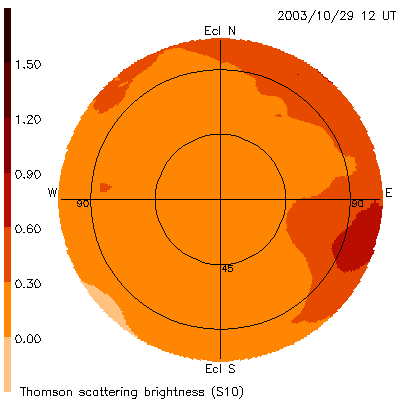 2003/10/29 12 UT
Ecl N
1.50
1.20
0.90
W
E
90
90
0.60
45
0.30
0.00
Ecl S
Thomson scattering brightness (S10)